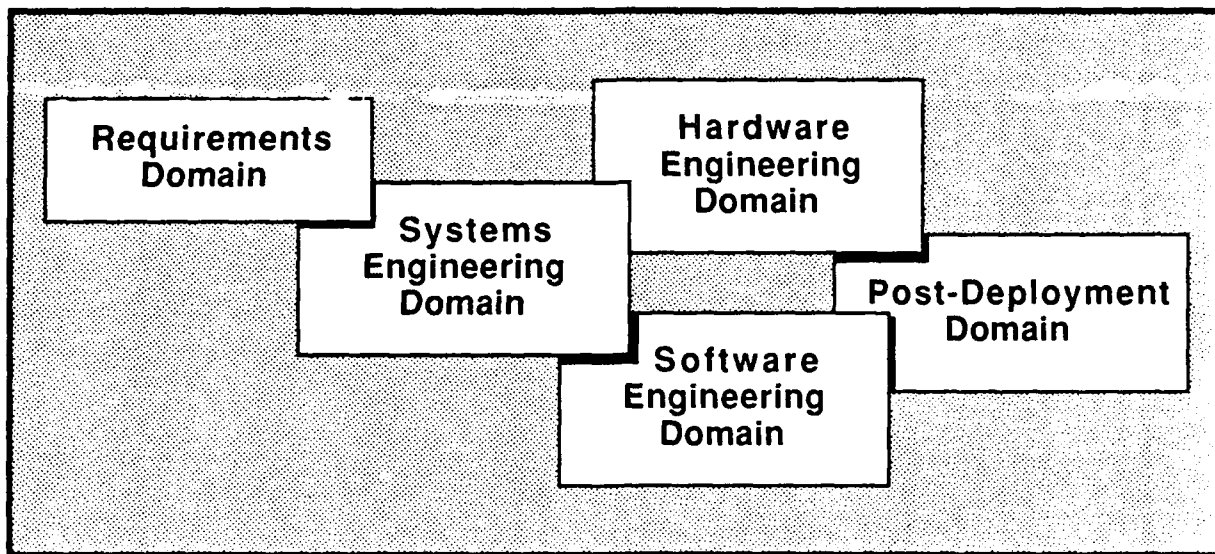 Requirements
Domain
Systems
Engineering
Domain
Hardware
Engineering
Domain
Software
Engineering
Domain
Post-Deployment
Domain